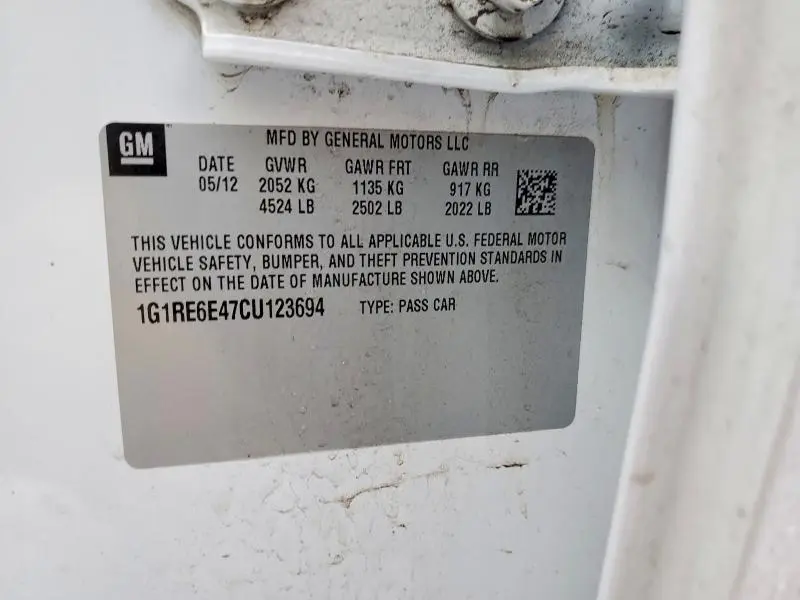 GM
MFD BY GENERAL MOTORS LLC
DATE GVWR GAWR FRT GAWR RR
05/12 2052 KG 1135 KG 917 KG
4524 LB 2502 LB 2022 LB
THIS VEHICLE CONFORMS TO ALL APPLICABLE U.S. FEDERAL MOTOR
VEHICLE SAFETY, BUMPER, AND THEFT PREVENTION STANDARDS IN
EFFECT ON THE DATE OF MANUFACTURE SHOWN ABOVE.
1G1RE6E47CU123694 TYPE: PASS CAR